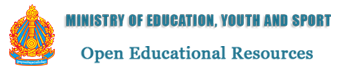 MINISTRY OF EDUCATION, YOUTH AND SPORT
Open Educational Resources